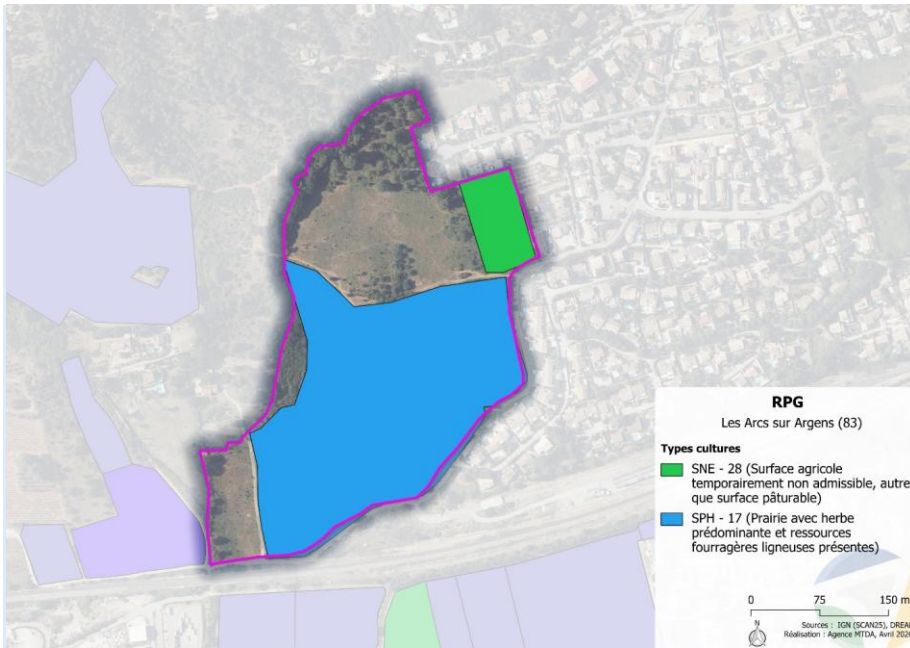 RPG
Les Arcs sur Argens (83)
Types cultures
SNE - 28 (Surface agricole
temporairement non admissible, autre
que surface pâturable)
SPH - 17 (Prairie avec herbe
prédominante et ressources
fourragères ligneuses présentes)
0 75 150 m
N
Sources : IGN (SCAN25), DREAL
Réalisation : Agence MTDA, Avril 2020